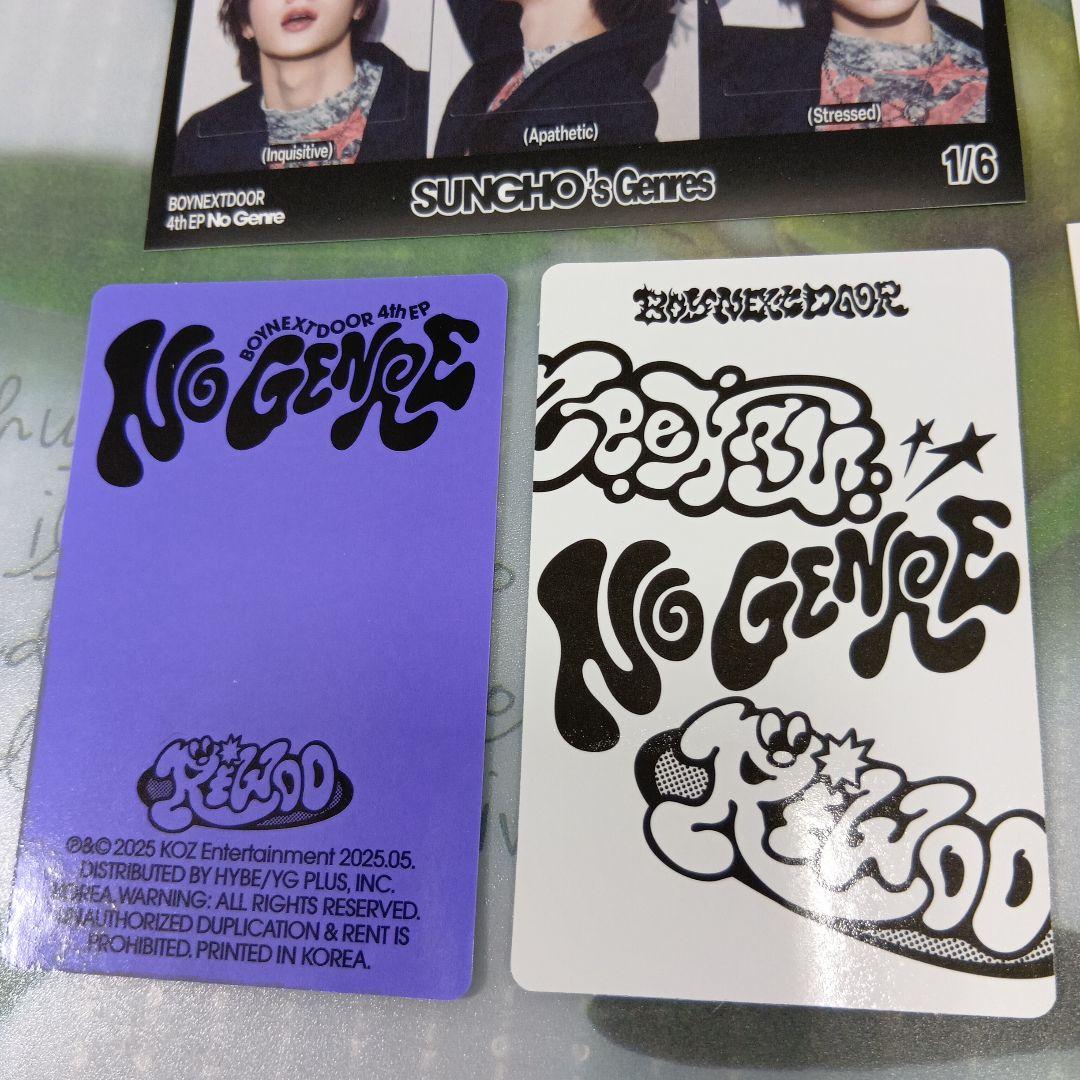 (Inquisitive)
(Apathetic)
(Stressed)
BOYNEXTDOOR
4th EP No Genre
SUNGHO's Genres
1/6
BOYNEXTDOOR 4th EP
NO GENRE
RIWOO
℗&© 2025 KOZ Entertainment 2025.05.
DISTRIBUTED BY HYBE/YG PLUS, INC.
KOREA. WARNING: ALL RIGHTS RESERVED.
UNAUTHORIZED DUPLICATION & RENT IS
PROHIBITED. PRINTED IN KOREA.
BOYNEXTDOOR
NO GENRE
RIWOO